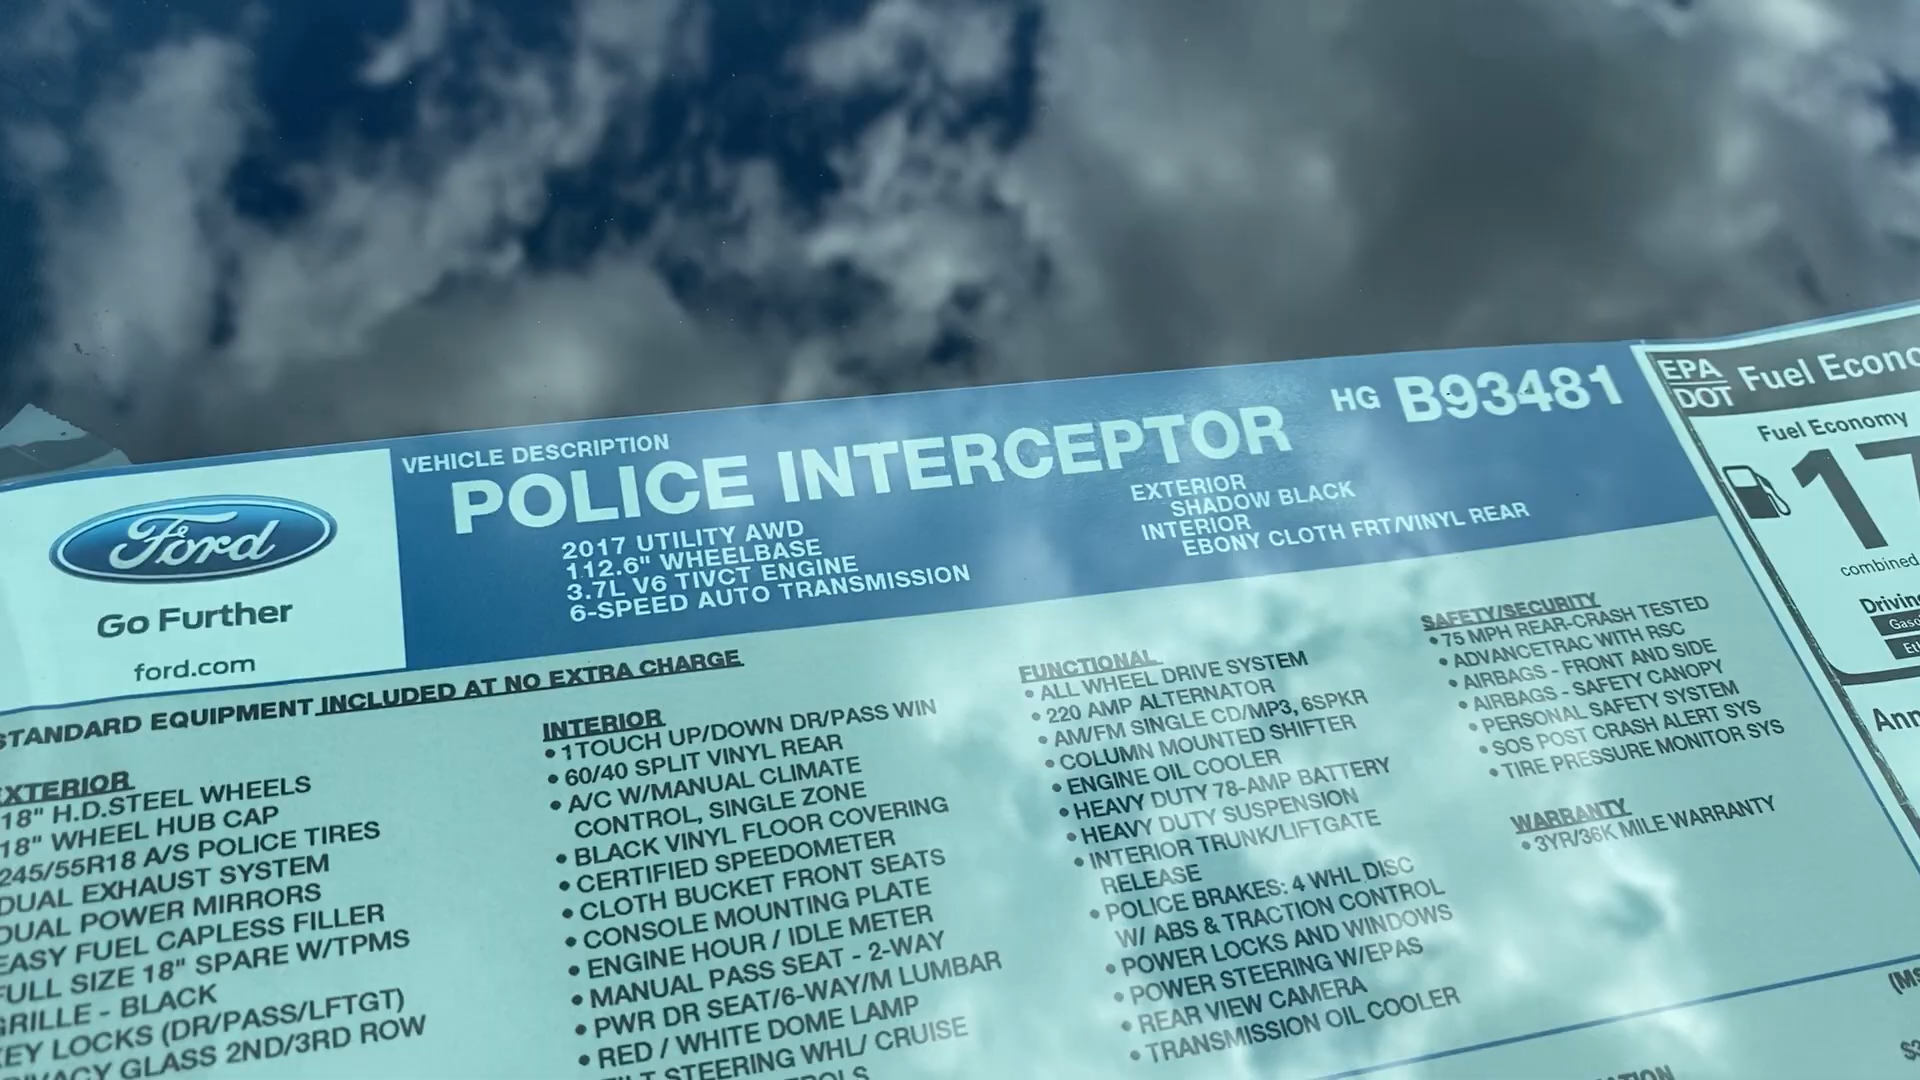 VEHICLE DESCRIPTION
POLICE INTERCEPTOR
HG B93481
2017 UTILITY AWD
112.6" WHEELBASE
3.7L V6 TIVCT ENGINE
6-SPEED AUTO TRANSMISSION
EXTERIOR
SHADOW BLACK
INTERIOR
EBONY CLOTH FRT/VINYL REAR
Ford
Go Further
ford.com
STANDARD EQUIPMENT INCLUDED AT NO EXTRA CHARGE
EXTERIOR
18" H.D.STEEL WHEELS
18" WHEEL HUB CAP
245/55R18 A/S POLICE TIRES
DUAL EXHAUST SYSTEM
DUAL POWER MIRRORS
EASY FUEL CAPLESS FILLER
FULL SIZE 18" SPARE W/TPMS
GRILLE - BLACK
KEY LOCKS (DR/PASS/LFTGT)
GLASS 2ND/3RD ROW
INTERIOR
• 1TOUCH UP/DOWN DR/PASS WIN
• 60/40 SPLIT VINYL REAR
• A/C W/MANUAL CLIMATE
CONTROL, SINGLE ZONE
• BLACK VINYL FLOOR COVERING
• CERTIFIED SPEEDOMETER
• CLOTH BUCKET FRONT SEATS
• CONSOLE MOUNTING PLATE
• ENGINE HOUR / IDLE METER
• MANUAL PASS SEAT - 2-WAY
• PWR DR SEAT/6-WAY/M LUMBAR
• RED / WHITE DOME LAMP
STEERING WHL/ CRUISE
FUNCTIONAL
• ALL WHEEL DRIVE SYSTEM
• 220 AMP ALTERNATOR
• AM/FM SINGLE CD/MP3, 6SPKR
• COLUMN MOUNTED SHIFTER
• ENGINE OIL COOLER
• HEAVY DUTY 78-AMP BATTERY
• HEAVY DUTY SUSPENSION
• INTERIOR TRUNK/LIFTGATE
RELEASE
• POLICE BRAKES: 4 WHL DISC
W/ ABS & TRACTION CONTROL
• POWER LOCKS AND WINDOWS
• POWER STEERING W/EPAS
• REAR VIEW CAMERA
• TRANSMISSION OIL COOLER
SAFETY/SECURITY
• 75 MPH REAR-CRASH TESTED
• ADVANCETRAC WITH RSC
• AIRBAGS - FRONT AND SIDE
• AIRBAGS - SAFETY CANOPY
• PERSONAL SAFETY SYSTEM
• SOS POST CRASH ALERT SYS
• TIRE PRESSURE MONITOR SYS
WARRANTY
• 3YR/36K MILE WARRANTY
EPA
DOT
Fuel
Fuel Economy
17
combined